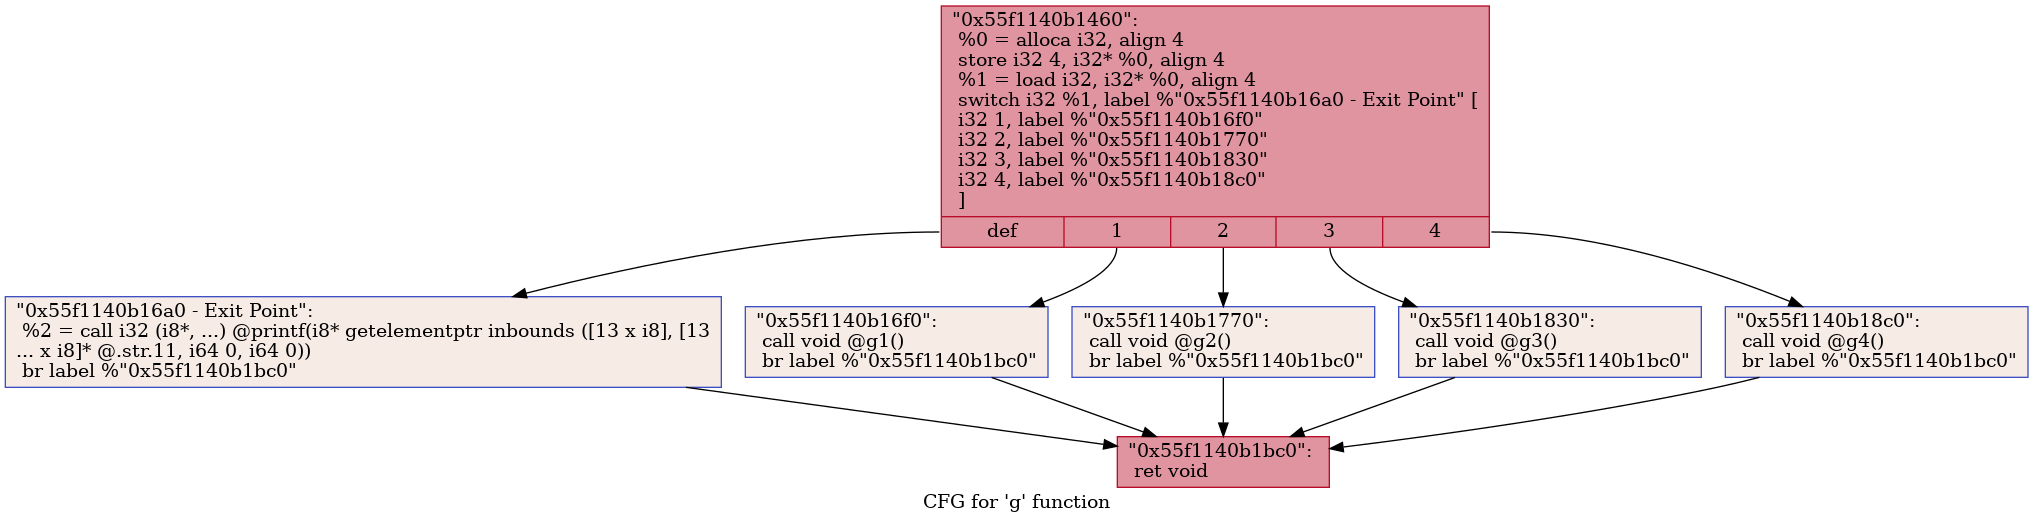 "0x55f1140b1460":
%0 = alloca i32, align 4
store i32 4, i32* %0, align 4
%1 = load i32, i32* %0, align 4
switch i32 %1, label %"0x55f1140b16a0 - Exit Point" [
i32 1, label %"0x55f1140b16f0"
i32 2, label %"0x55f1140b1770"
i32 3, label %"0x55f1140b1830"
i32 4, label %"0x55f1140b18c0"
]
def 1 2 3 4
"0x55f1140b16a0 - Exit Point":
%2 = call i32 (i8*, ...) @printf(i8* getelementptr inbounds ([13 x i8], [13
... x i8]* @.str.11, i64 0, i64 0))
br label %"0x55f1140b1bc0"
"0x55f1140b16f0":
call void @g1()
br label %"0x55f1140b1bc0"
"0x55f1140b1770":
call void @g2()
br label %"0x55f1140b1bc0"
"0x55f1140b1830":
call void @g3()
br label %"0x55f1140b1bc0"
"0x55f1140b18c0":
call void @g4()
br label %"0x55f1140b1bc0"
"0x55f1140b1bc0":
ret void
CFG for 'g' function